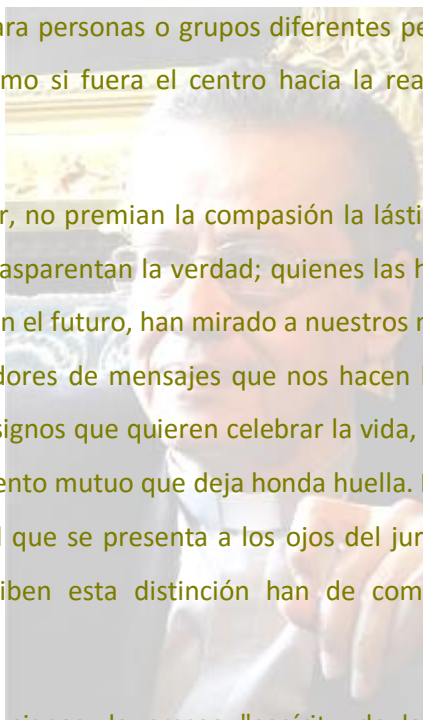 ara personas o grupos diferentes pe
mo si fuera el centro hacia la rea
r, no premian la compasión la lásti
asparentan la verdad; quienes las h
n el futuro, han mirado a nuestros
dores de mensajes que nos hacen
signos que quieren celebrar la vida,
ento mutuo que deja honda huella.
l que se presenta a los ojos del jur
iben esta distinción han de com